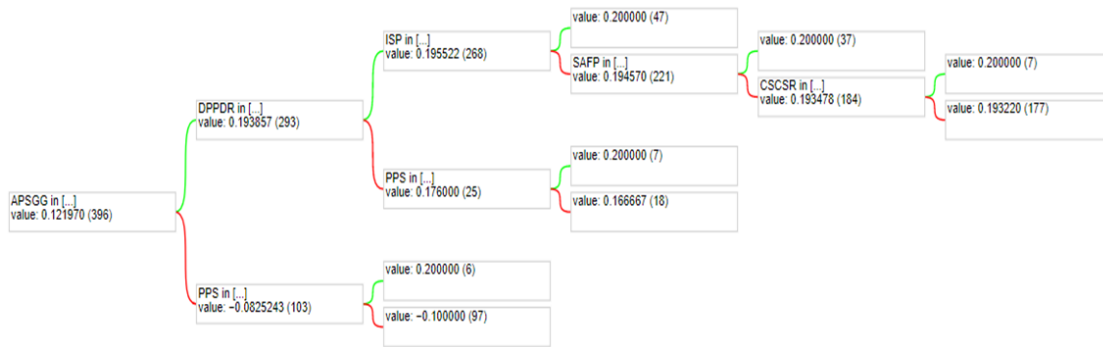 APSGG in [...]
value: 0.121970 (396)
DPPDR in [...]
value: 0.193857 (293)
PPS in [...]
value: −0.0825243 (103)
ISP in [...]
value: 0.195522 (268)
PPS in [...]
value: 0.176000 (25)
value: 0.200000 (6)
value: −0.100000 (97)
value: 0.200000 (47)
SAFP in [...]
value: 0.194570 (221)
value: 0.200000 (7)
value: 0.166667 (18)
value: 0.200000 (37)
CSCSR in [...]
value: 0.193478 (184)
value: 0.200000 (7)
value: 0.193220 (177)